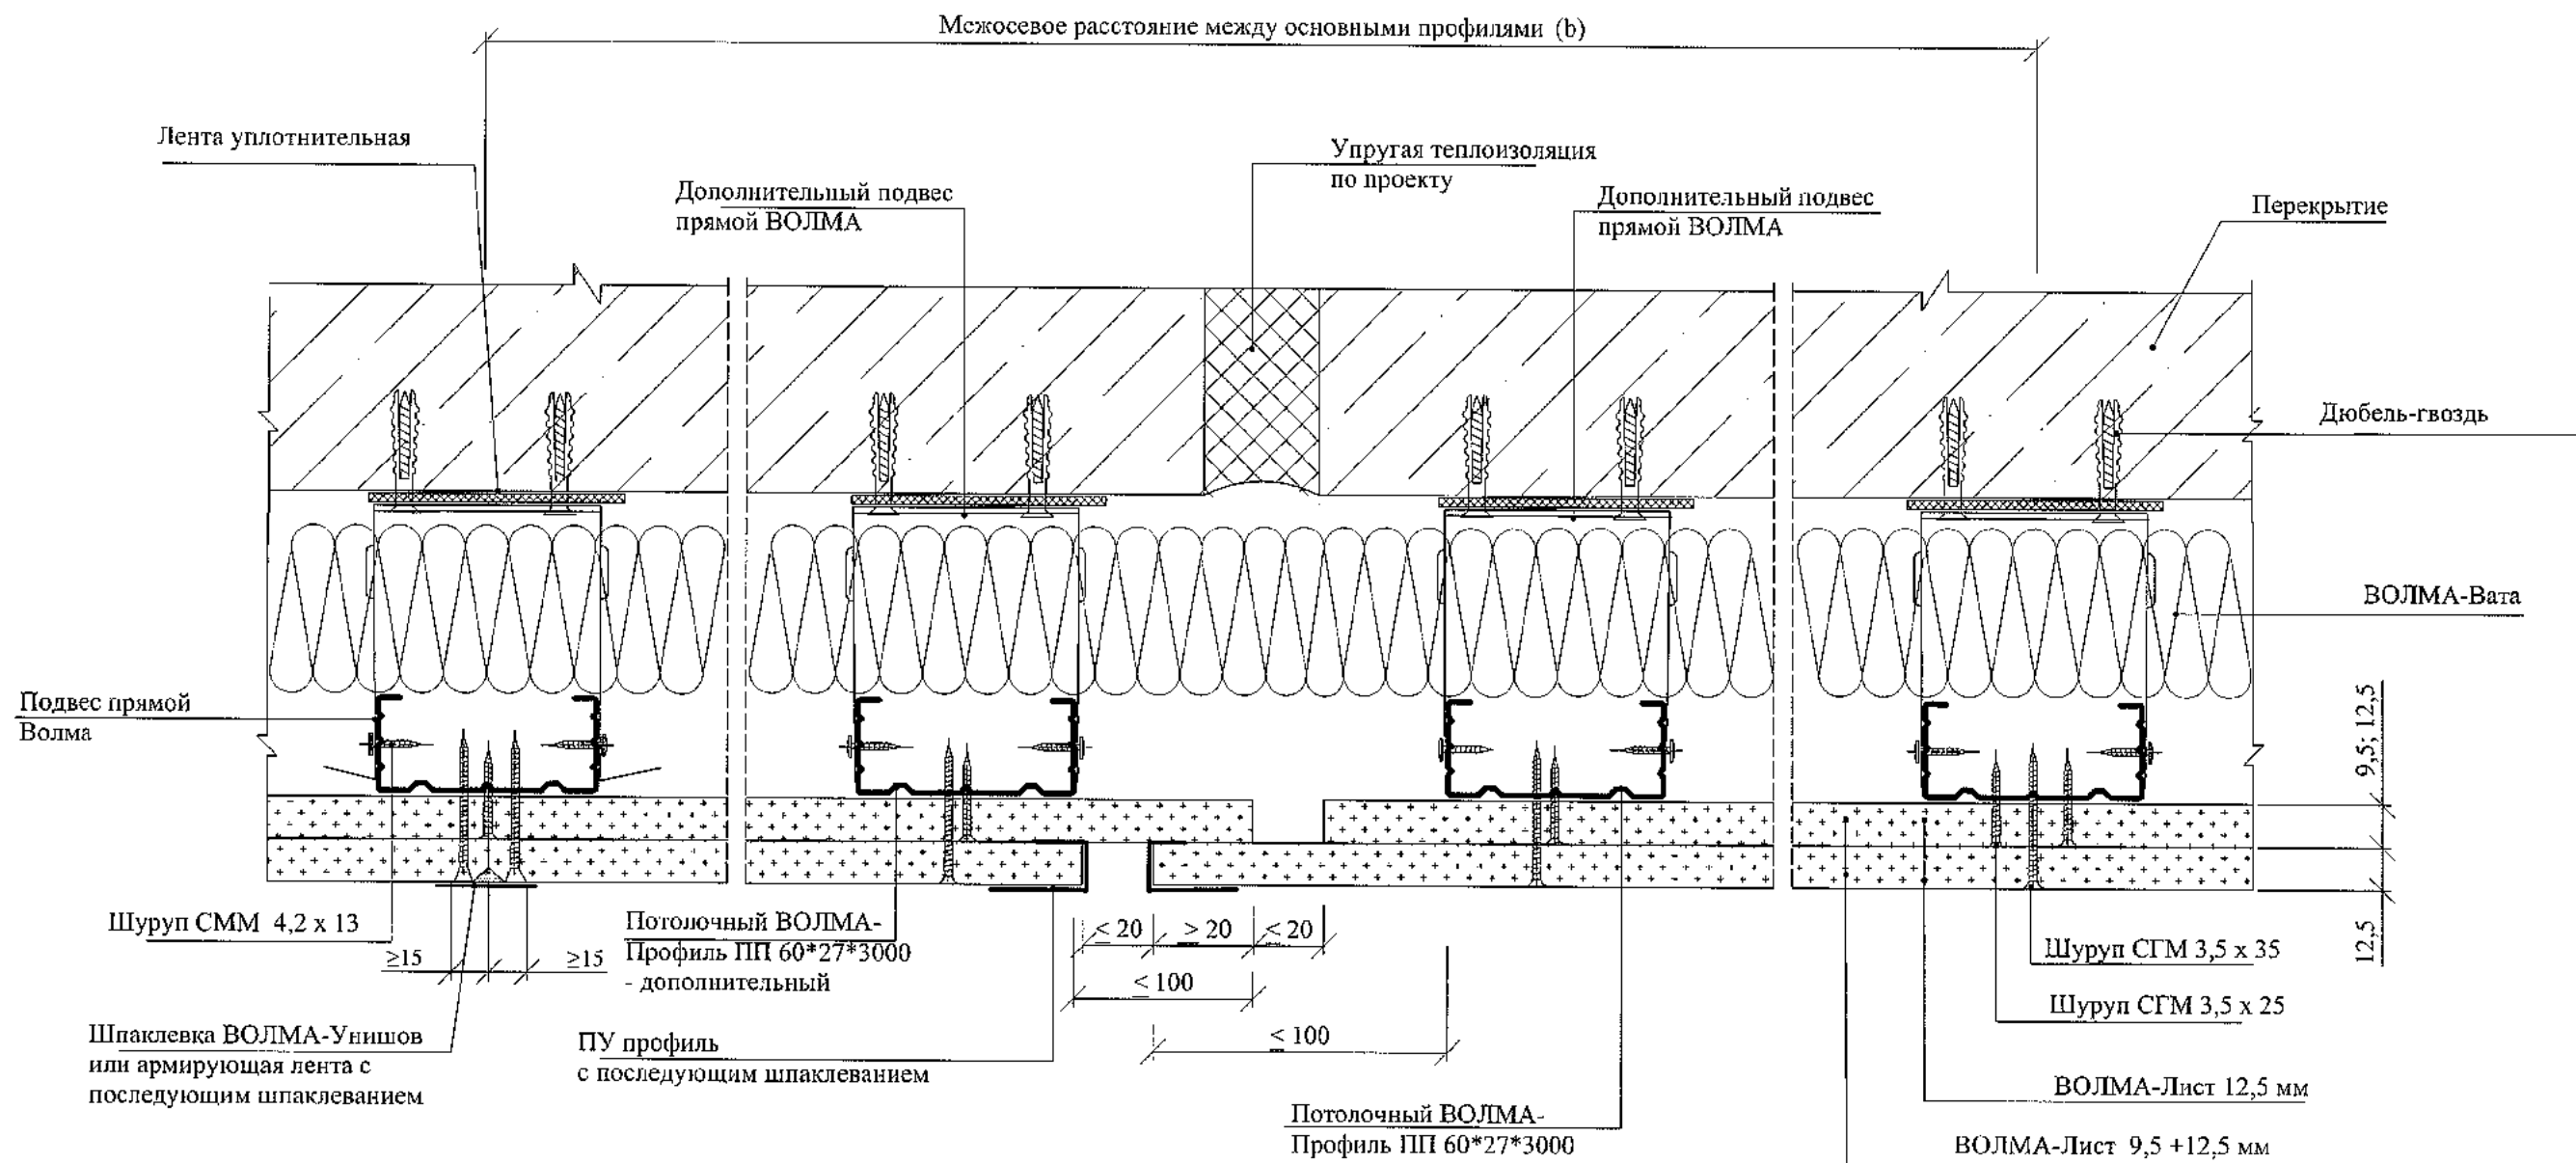 Межосевое расстояние между основными профилями (b)
Лента уплотнительная
Упругая теплоизоляция
по проекту
Дополнительный подвес
прямой ВОЛМА
Дополнительный подвес
прямой ВОЛМА
Перекрытие
Дюбель-гвоздь
ВОЛМА-Вата
Подвес прямой
Волма
9,5; 12,5
12,5
Шуруп СММ 4,2 х 13
≥15
≥15
Потолочный ВОЛМА-
Профиль ПП 60*27*3000
- дополнительный
≤ 20
≥ 20
≤ 20
≤ 100
≤ 100
Шуруп СГМ 3,5 х 35
Шуруп СГМ 3,5 х 25
Шпаклевка ВОЛМА-Унишов
или армирующая лента с
последующим шпаклеванием
ПУ профиль
с последующим шпаклеванием
ВОЛМА-Лист 12,5 мм
Потолочный ВОЛМА-
Профиль ПП 60*27*3000
ВОЛМА-Лист 9,5 +12,5 мм